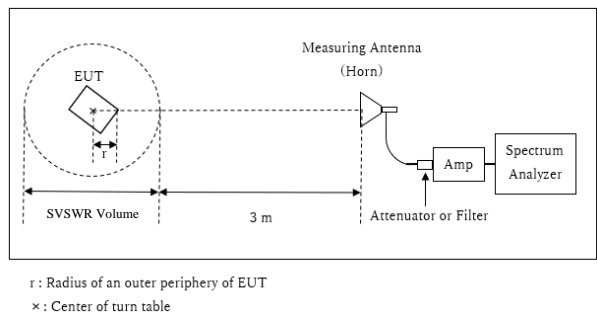 Measuring Antenna
(Horn)
EUT
r
Spectrum
Analyzer
Amp
SVSWR Volume
3 m
Attenuator or Filter
r : Radius of an outer periphery of EUT
× : Center of turn table